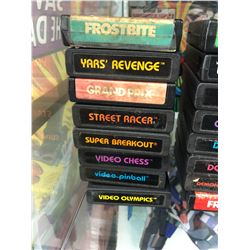 FROSTBITE
YARS' REVENGE
GRAND PRIX
STREET RACER
SUPER BREAKOUT
VIDEO CHESS
video pinball
VIDEO OLYMPICS